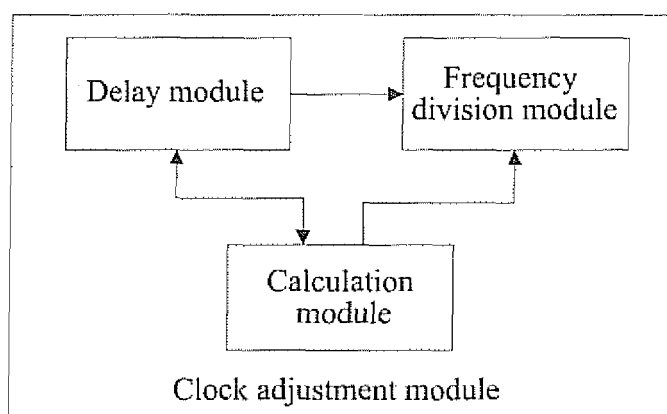 Delay module
Frequency
division module
Calculation
module
Clock adjustment module